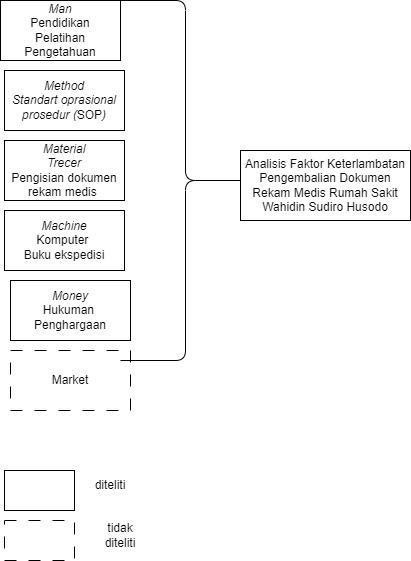 Man
Pendidikan
Pelatihan
Pengetahuan
Method
Standart oprasional
prosedur (SOP)
Material
Trecer
Pengisian dokumen
rekam medis
Machine
Komputer
Buku ekspedisi
Money
Hukuman
Penghargaan
Market
Analisis Faktor Keterlambatan
Pengembalian Dokumen
Rekam Medis Rumah Sakit
Wahidin Sudiro Husodo
diteliti
tidak
diteliti